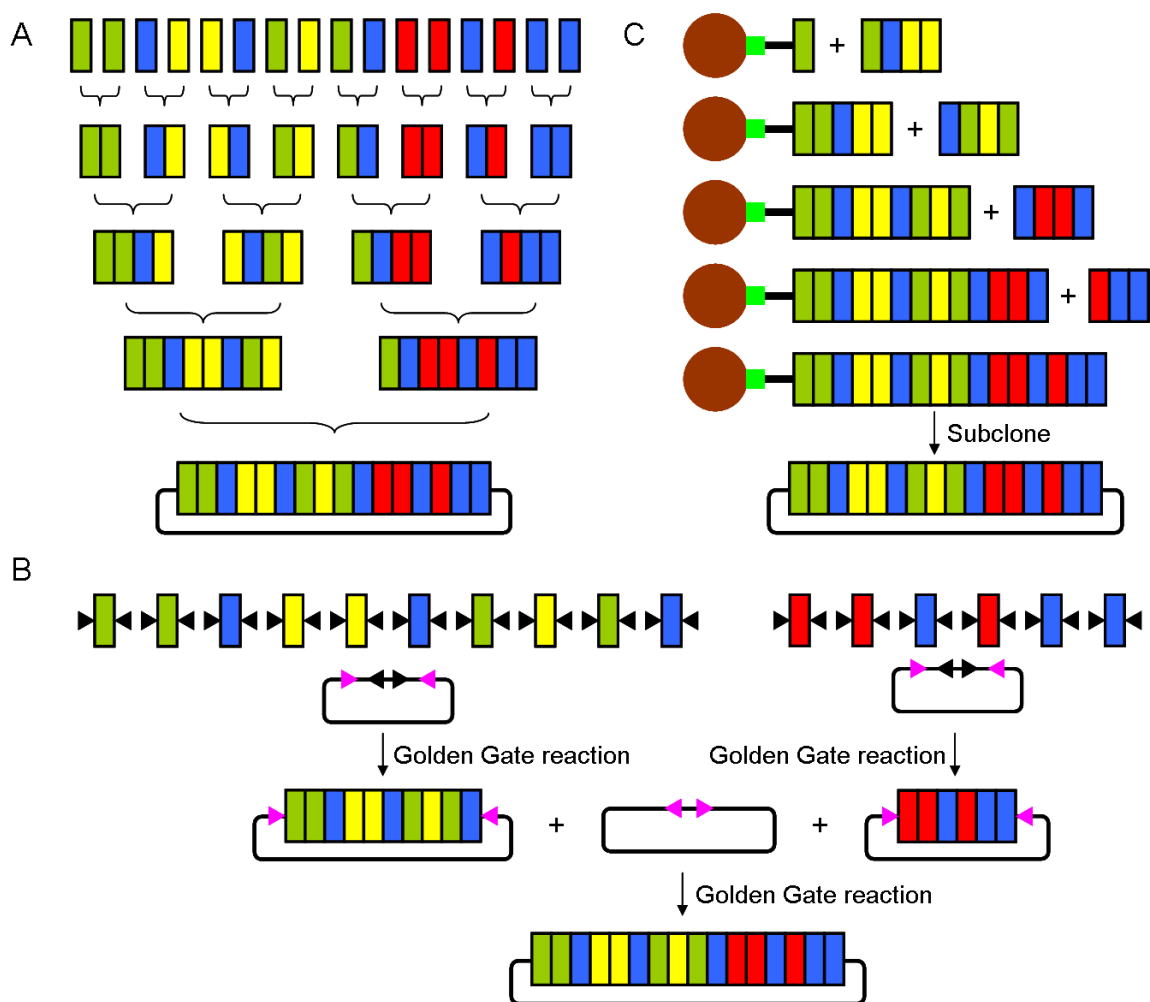 A
C
+
+
+
+
Subclone
B
Golden Gate reaction
Golden Gate reaction
+
+
Golden Gate reaction